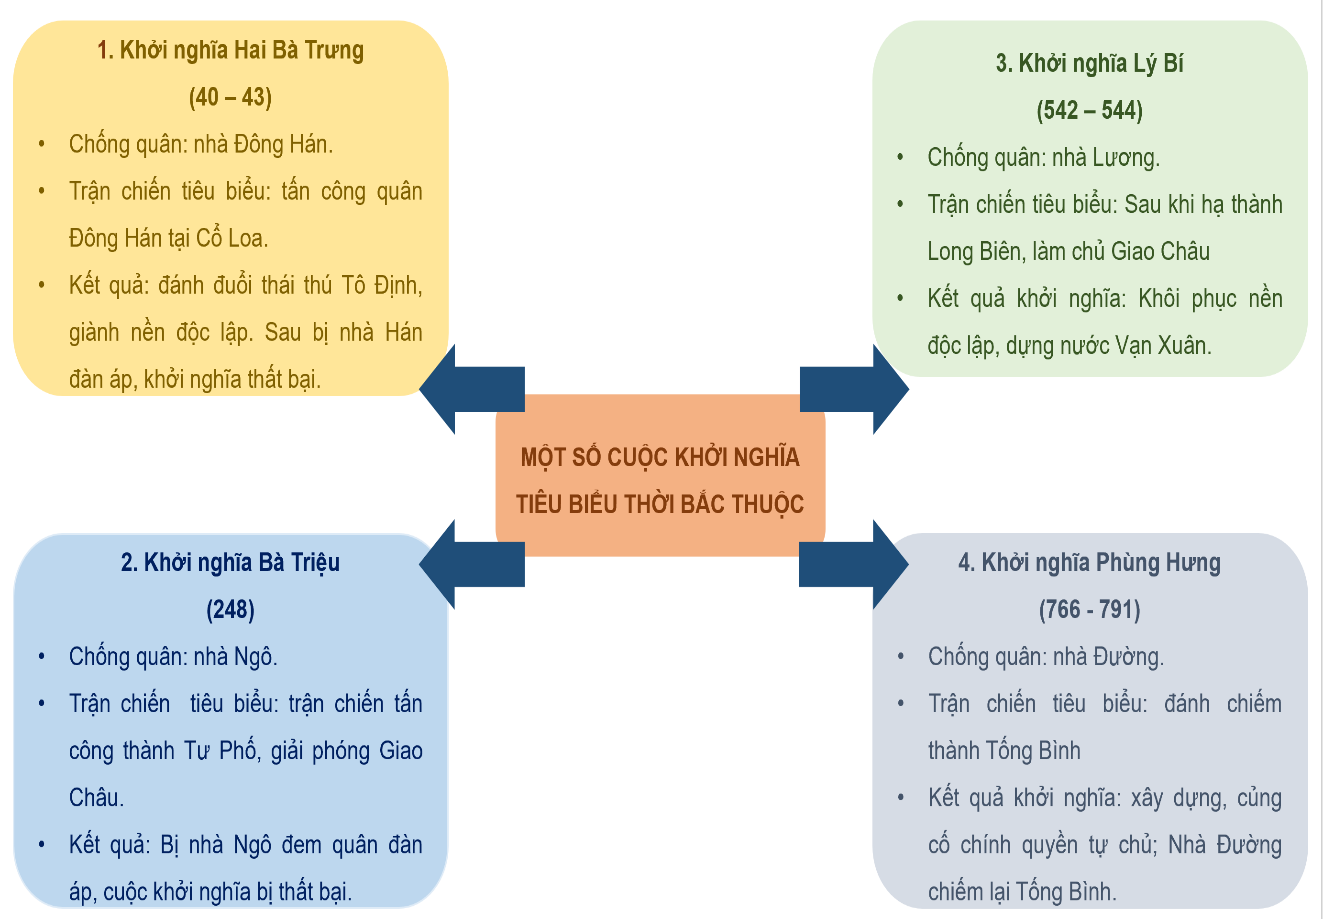 1. Khởi nghĩa Hai Bà Trưng
(40 – 43)
• Chống quân: nhà Đông Hán.
• Trận chiến tiêu biểu: tấn công quân
Đông Hán tại Cổ Loa.
• Kết quả: đánh đuổi thái thú Tô Định,
giành nền độc lập. Sau bị nhà Hán
đàn áp, khởi nghĩa thất bại.
3. Khởi nghĩa Lý Bí
(542 – 544)
• Chống quân: nhà Lương.
• Trận chiến tiêu biểu: Sau khi hạ thành
Long Biên, làm chủ Giao Châu
• Kết quả khởi nghĩa: Khôi phục nền
độc lập, dựng nước Vạn Xuân.
MỘT SỐ CUỘC KHỞI NGHĨA
TIÊU BIỂU THỜI BẮC THUỘC
2. Khởi nghĩa Bà Triệu
(248)
• Chống quân: nhà Ngô.
• Trận chiến tiêu biểu: trận chiến tấn
công thành Tư Phố, giải phóng Giao
Châu.
• Kết quả: Bị nhà Ngô đem quân đàn
áp, cuộc khởi nghĩa bị thất bại.
4. Khởi nghĩa Phùng Hưng
(766 - 791)
• Chống quân: nhà Đường.
• Trận chiến tiêu biểu: đánh chiếm
thành Tống Bình
• Kết quả khởi nghĩa: xây dựng, củng
cố chính quyền tự chủ; Nhà Đường
chiếm lại Tống Bình.